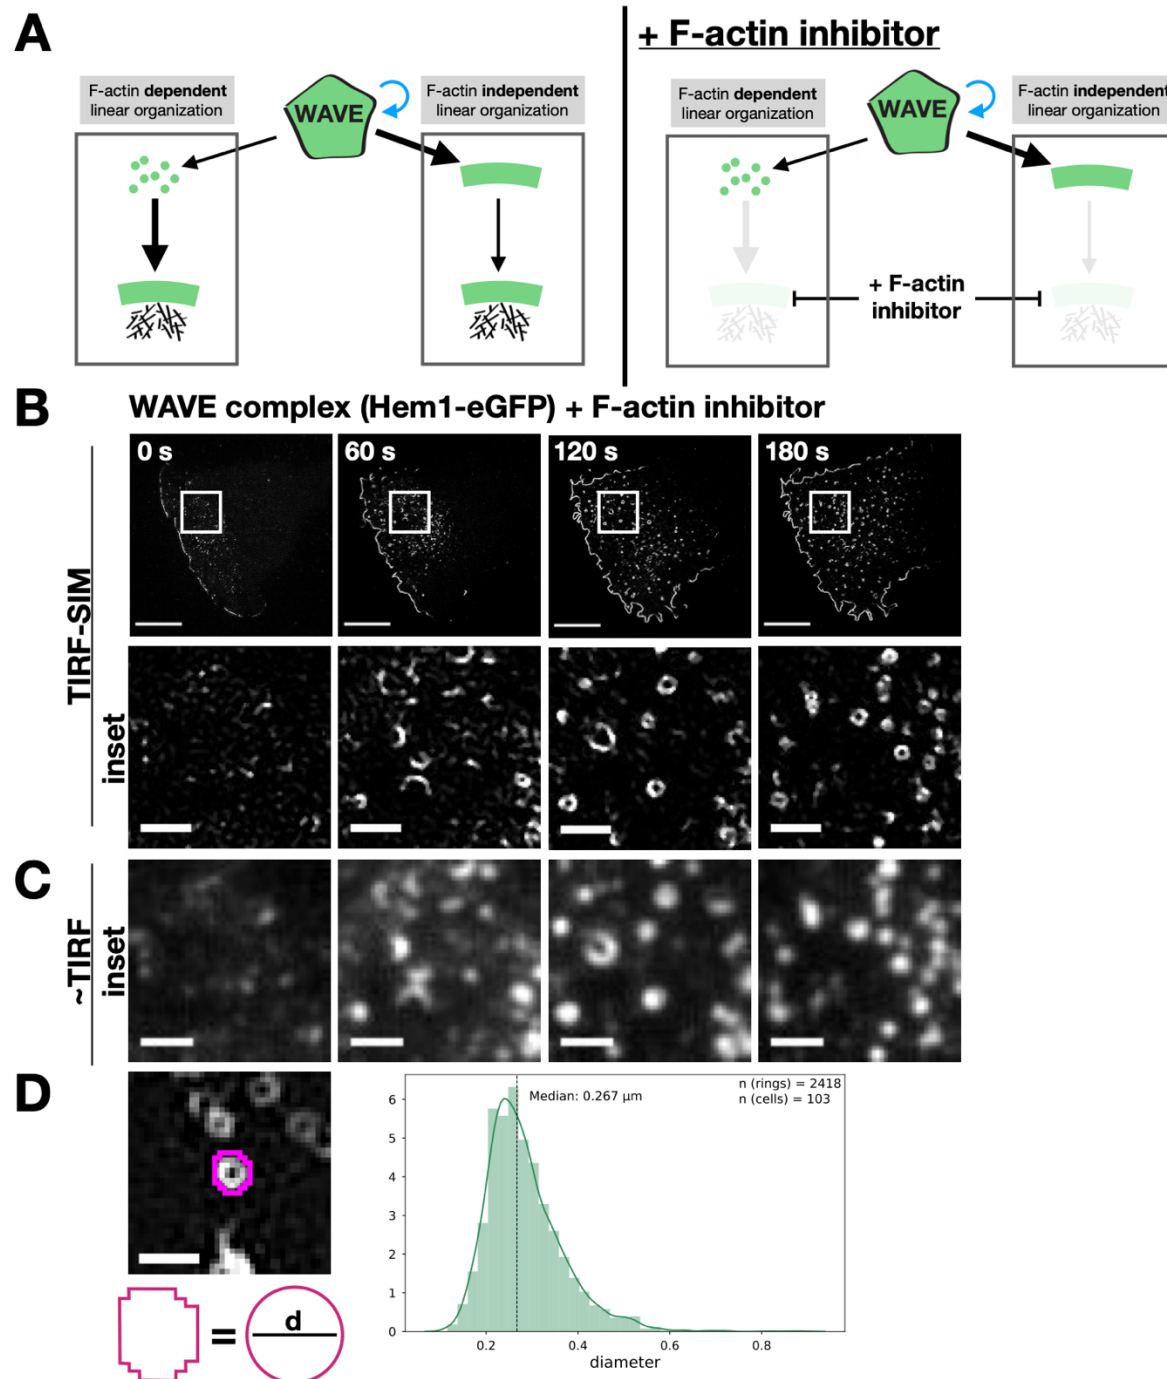 A
+ F-actin inhibitor
F-actin dependent
linear organization
WAVE
F-actin independent
linear organization
F-actin dependent
linear organization
WAVE
F-actin independent
linear organization
+ F-actin
inhibitor
B
WAVE complex (Hem1-eGFP) + F-actin inhibitor
TIRF-SIM
0 s
60 s
120 s
180 s
inset
C
~TIRF
inset
D
Median: 0.267 µm
n (rings) = 2418
n (cells) = 103
6
5
4
3
2
1
0
0.2
0.4
0.6
0.8
diameter
=
d